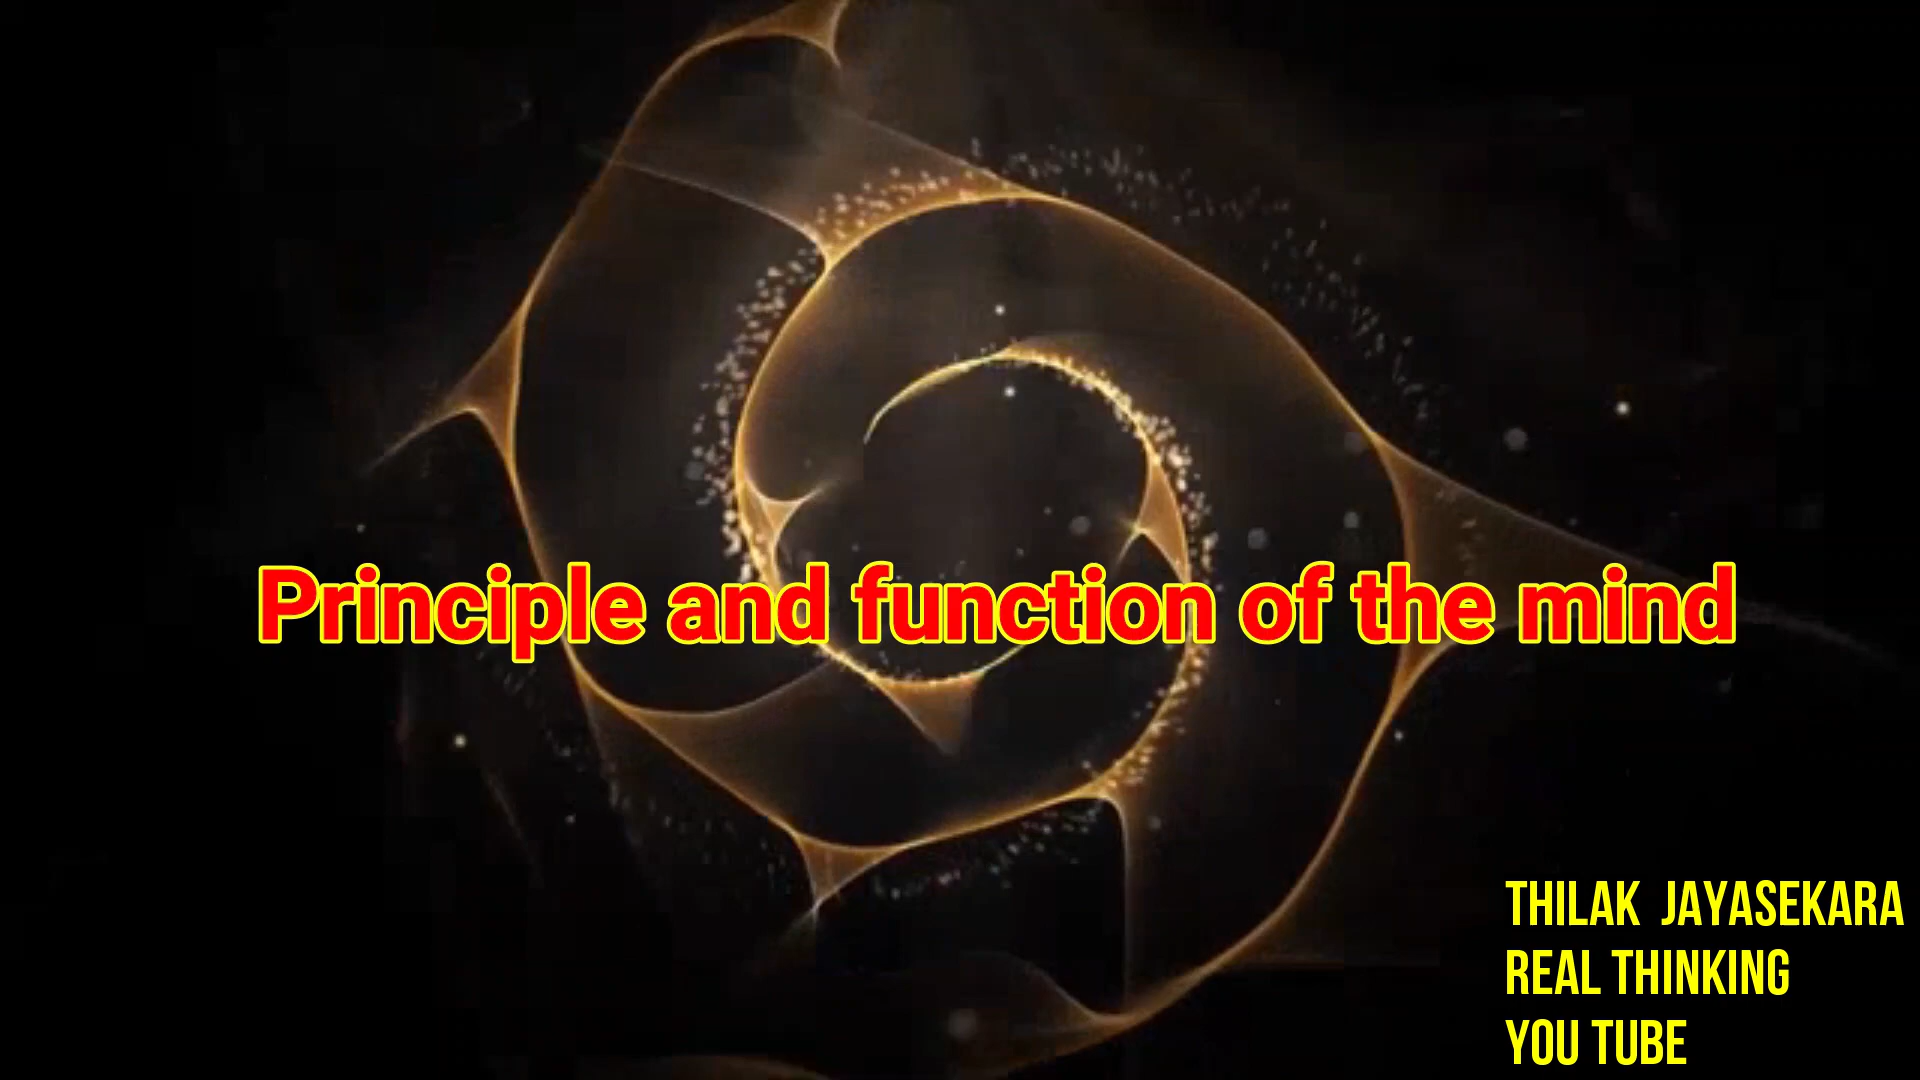 Principle and function of the mind
THILAK JAYASEKARA
REAL THINKING
YOU TUBE